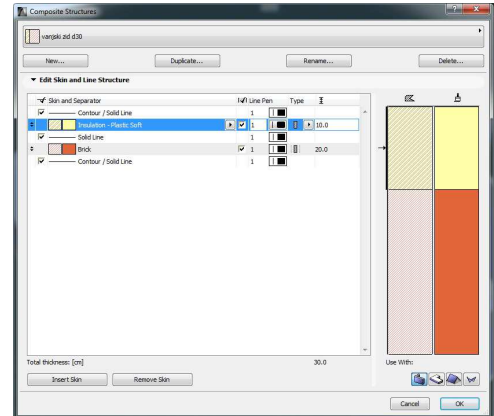 Composite Structures
vanjski zid d30
New... Duplicate... Rename... Delete...
Edit Skin and Line Structure
Skin and Separator Line Pen Type
Contour / Solid Line 1
Insulation - Plastic Soft 1 10.0
Solid Line 1
Brick 1 20.0
Contour / Solid Line 1
Total thickness: [cm] 30.0
Use With:
Insert Skin Remove Skin
Cancel OK